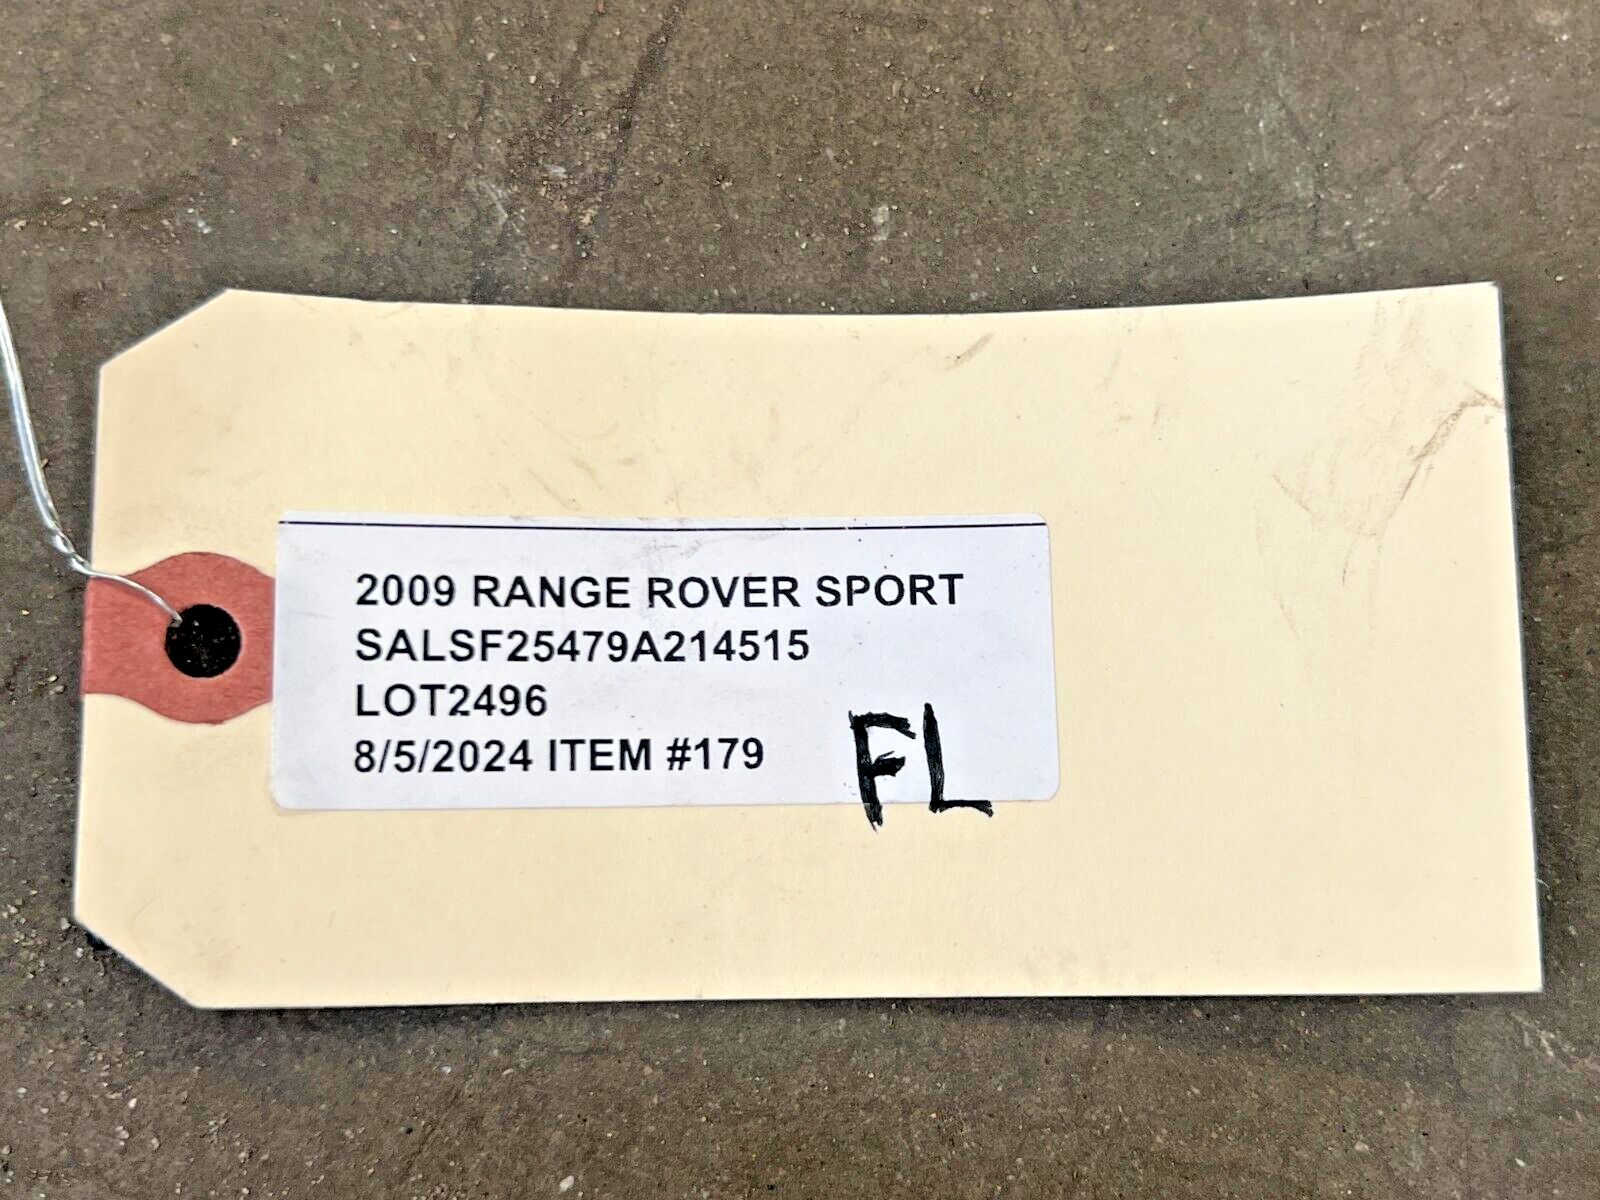 2009 RANGE ROVER SPORT
SALSF25479A214515
LOT2496
8/5/2024 ITEM #179
FL